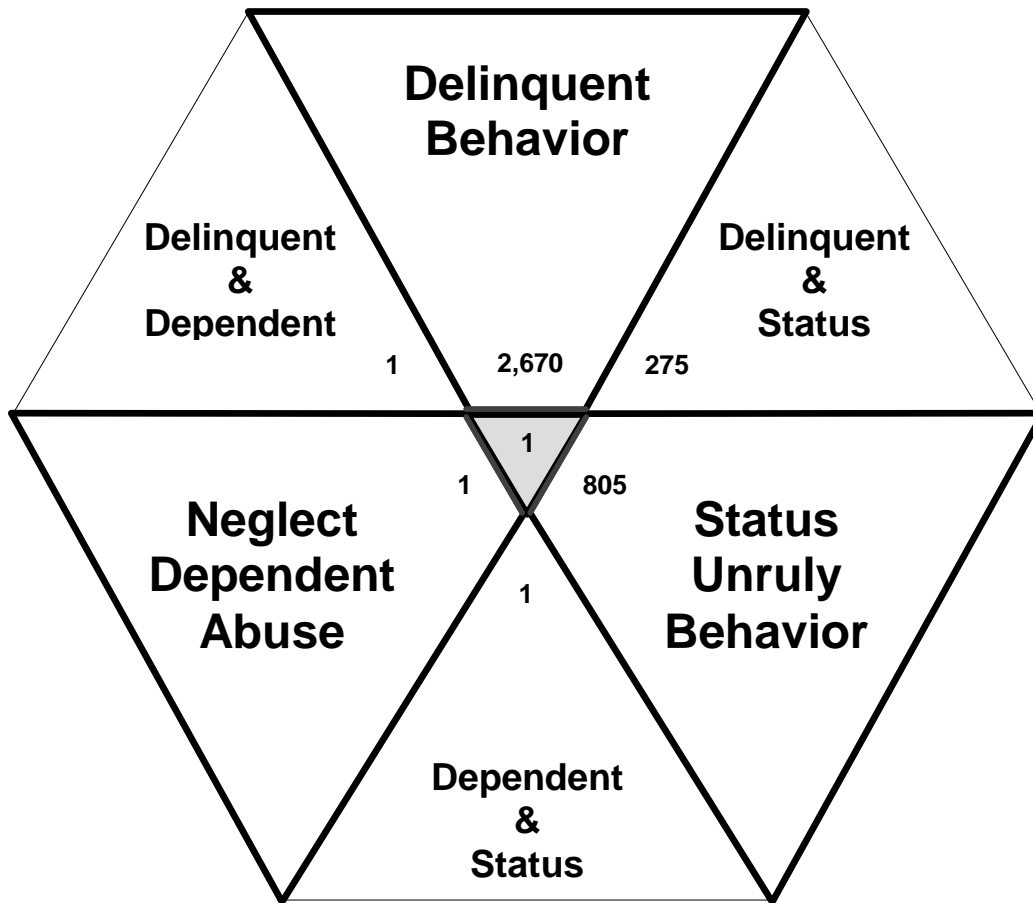 Delinquent
Behavior
Delinquent
&
Dependent
Delinquent
&
Status
1
2,670
275
1
1
805
Neglect
Dependent
Abuse
Status
Unruly
Behavior
1
Dependent
&
Status